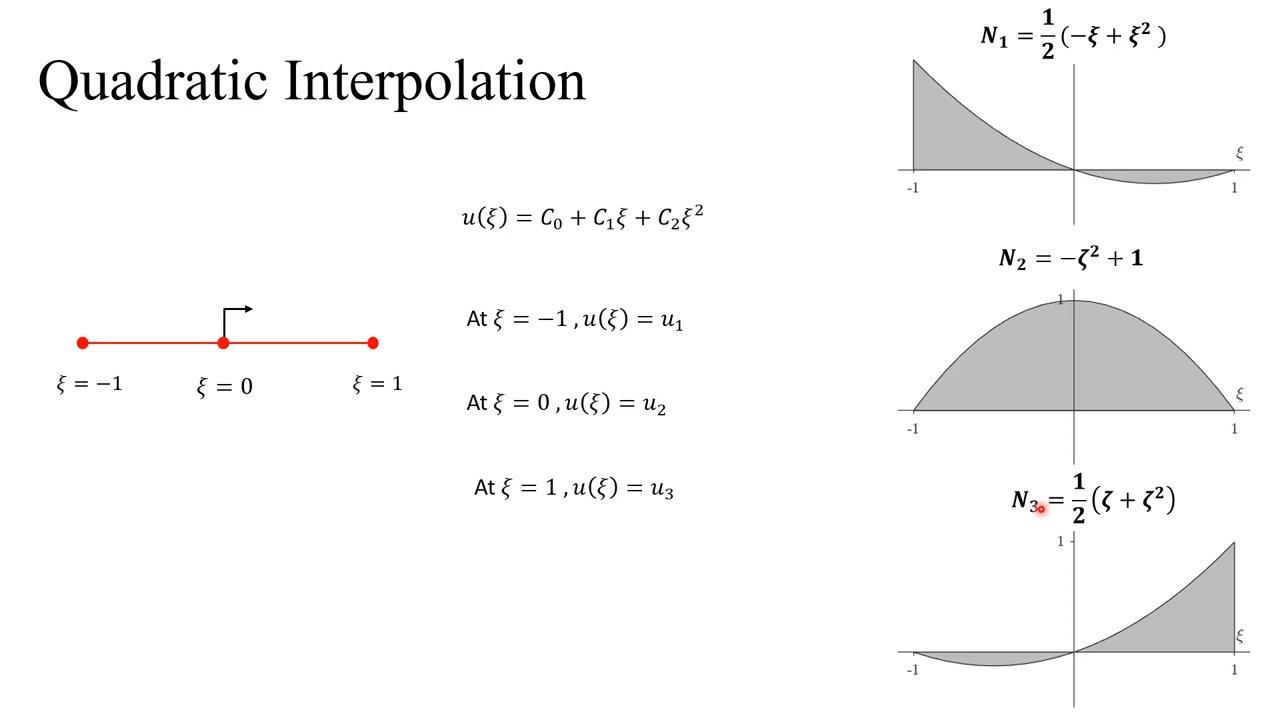 Quadratic Interpolation
u(ξ) = C₀ + C₁ξ + C₂ξ²
At ξ = −1 , u(ξ) = u₁
At ξ = 0 , u(ξ) = u₂
At ξ = 1 , u(ξ) = u₃
ξ = −1
ξ = 0
ξ = 1
N₁ = 1/2 (−ξ + ξ² )
ξ
-1
1
N₂ = −ζ² + 1
1
ξ
-1
1
N₃ = 1/2 (ζ + ζ²)
1
ξ
-1
1